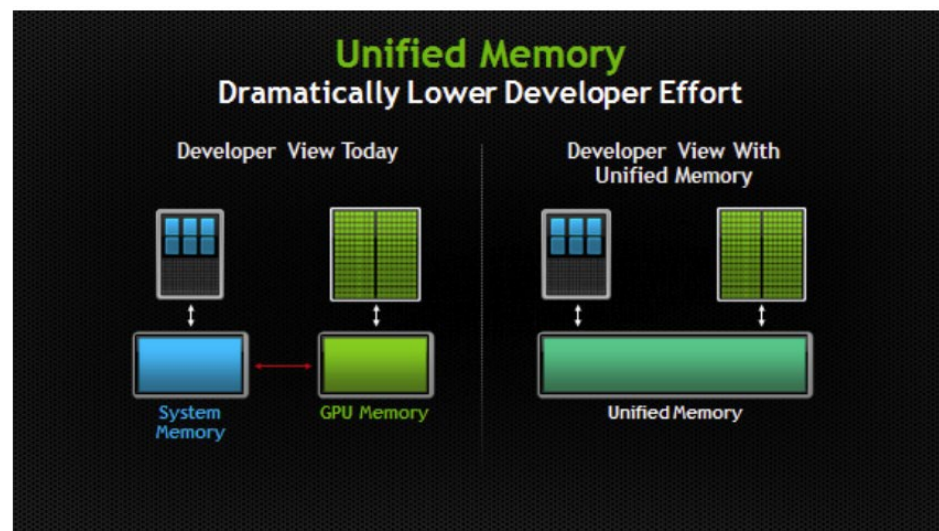 Unified Memory
Dramatically Lower Developer Effort
Developer View Today
Developer View With
Unified Memory
System
Memory
GPU Memory
Unified Memory